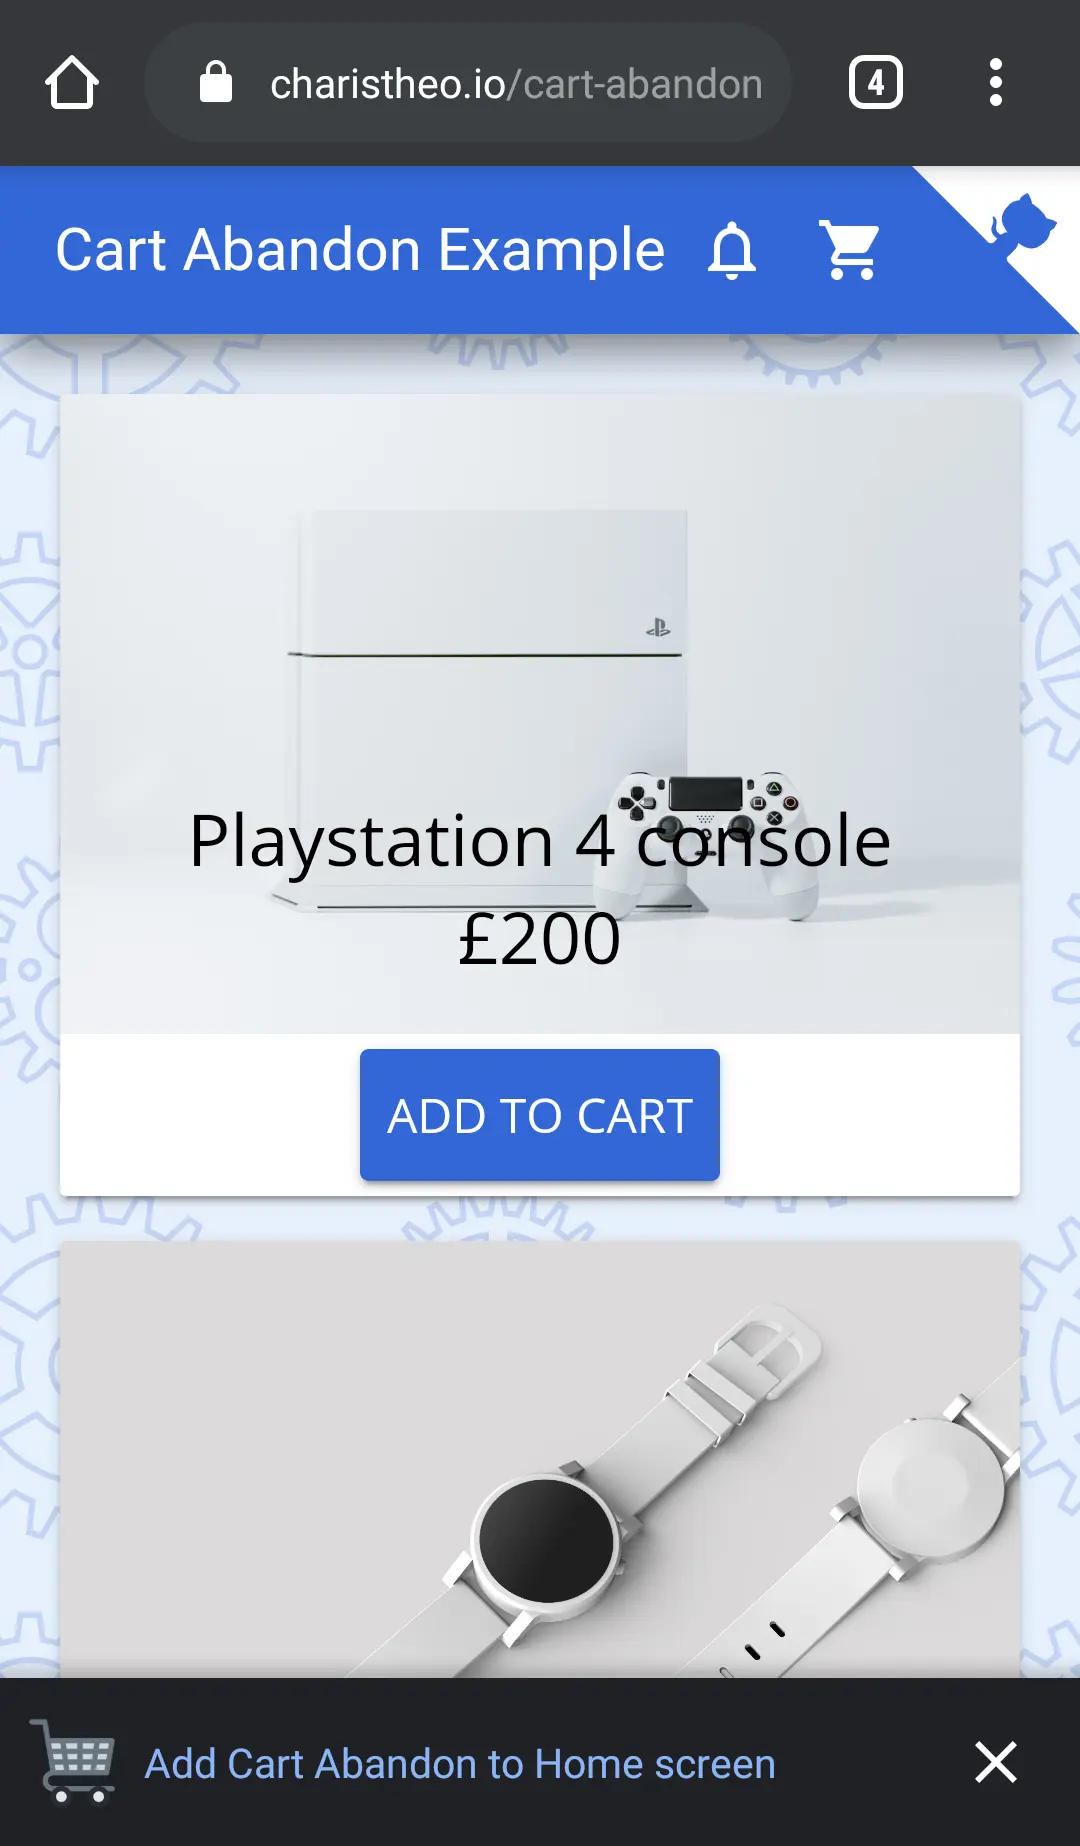 charistheo.io/cart-abandon
4
Cart Abandon Example
Playstation 4 console
£200
ADD TO CART
Add Cart Abandon to Home screen